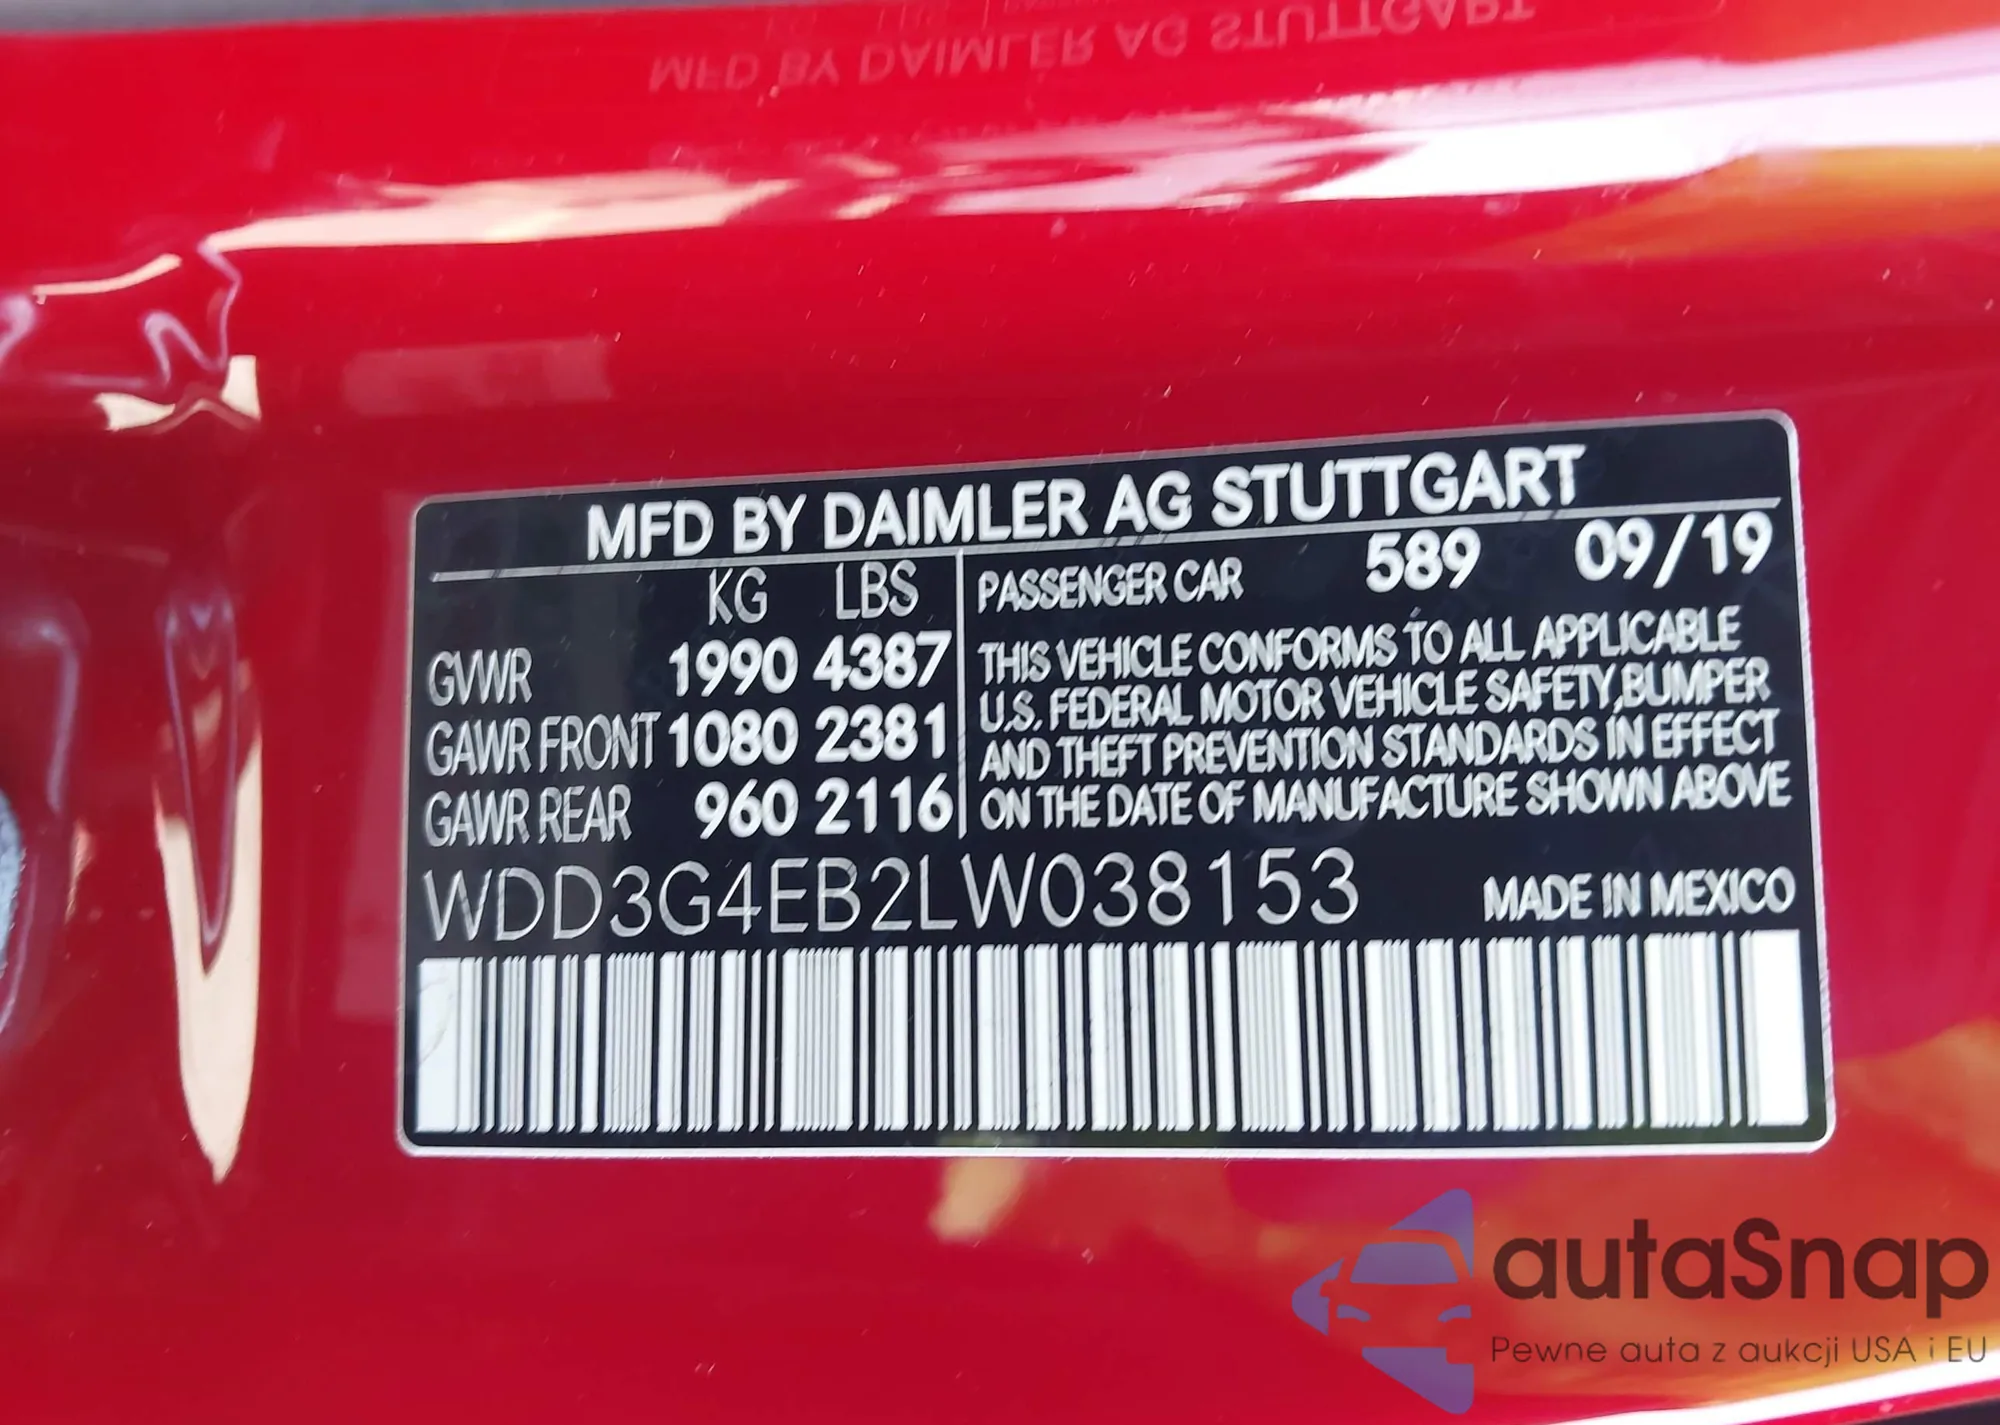 MFD BY DAIMLER AG STUTTGART
MFD BY DAIMLER AG STUTTGART
KG LBS
GVWR 1990 4387
GAWR FRONT 1080 2381
GAWR REAR 960 2116
PASSENGER CAR 589 09/19
THIS VEHICLE CONFORMS TO ALL APPLICABLE
U.S. FEDERAL MOTOR VEHICLE SAFETY,BUMPER
AND THEFT PREVENTION STANDARDS IN EFFECT
ON THE DATE OF MANUFACTURE SHOWN ABOVE
WDD3G4EB2LW038153 MADE IN MEXICO
autaSnap
Pewne auta z aukcji USA i EU